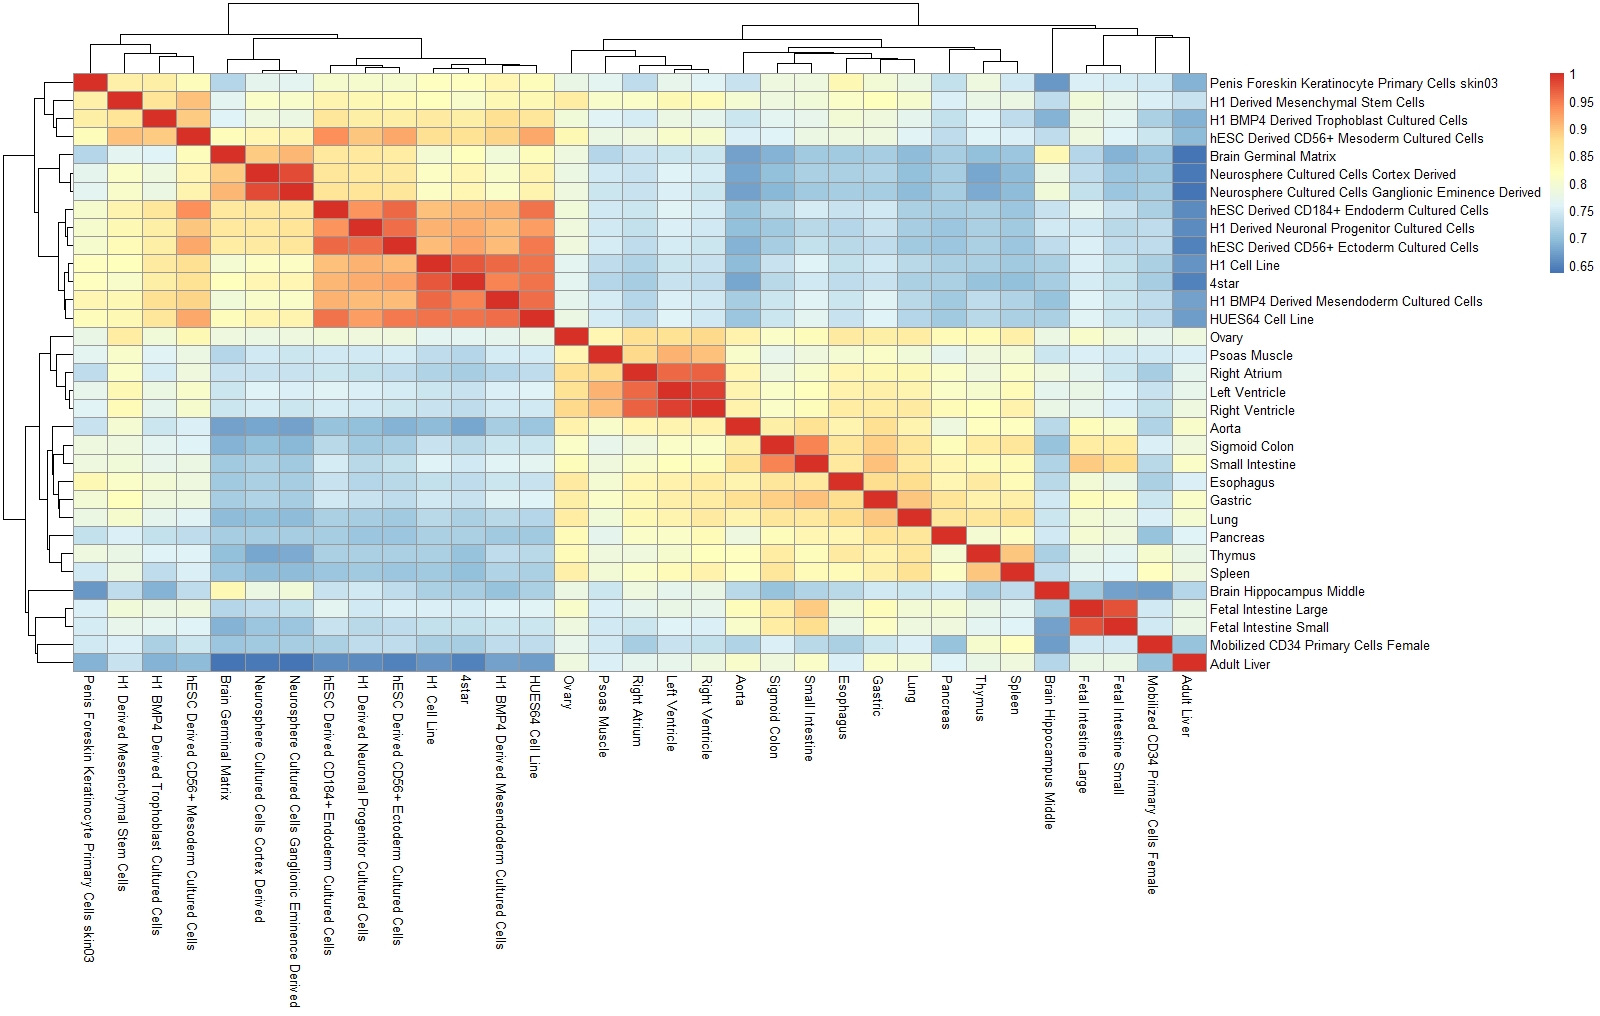 Penis Foreskin Keratinocyte Primary Cells skin03
H1 Derived Mesenchymal Stem Cells
H1 BMP4 Derived Trophoblast Cultured Cells
hESC Derived CD56+ Mesoderm Cultured Cells
Brain Germinal Matrix
Neurosphere Cultured Cells Cortex Derived
Neurosphere Cultured Cells Ganglionic Eminence Derived
hESC Derived CD184+ Endoderm Cultured Cells
H1 Derived Neuronal Progenitor Cultured Cells
hESC Derived CD56+ Ectoderm Cultured Cells
H1 Cell Line
4star
H1 BMP4 Derived Mesendoderm Cultured Cells
HUES64 Cell Line
Ovary
Psoas Muscle
Right Atrium
Left Ventricle
Right Ventricle
Aorta
Sigmoid Colon
Small Intestine
Esophagus
Gastric
Lung
Pancreas
Thymus
Spleen
Brain Hippocampus Middle
Fetal Intestine Large
Fetal Intestine Small
Mobilized CD34 Primary Cells Female
Adult Liver
1
0.95
0.9
0.85
0.8
0.75
0.7
0.65
Penis Foreskin Keratinocyte Primary Cells skin03
H1 Derived Mesenchymal Stem Cells
H1 BMP4 Derived Trophoblast Cultured Cells
hESC Derived CD56+ Mesoderm Cultured Cells
Brain Germinal Matrix
Neurosphere Cultured Cells Cortex Derived
Neurosphere Cultured Cells Ganglionic Eminence Derived
hESC Derived CD184+ Endoderm Cultured Cells
H1 Derived Neuronal Progenitor Cultured Cells
hESC Derived CD56+ Ectoderm Cultured Cells
H1 Cell Line
4star
H1 BMP4 Derived Mesendoderm Cultured Cells
HUES64 Cell Line
Ovary
Psoas Muscle
Right Atrium
Left Ventricle
Right Ventricle
Aorta
Sigmoid Colon
Small Intestine
Esophagus
Gastric
Lung
Pancreas
Thymus
Spleen
Brain Hippocampus Middle
Fetal Intestine Large
Fetal Intestine Small
Mobilized CD34 Primary Cells Female
Adult Liver